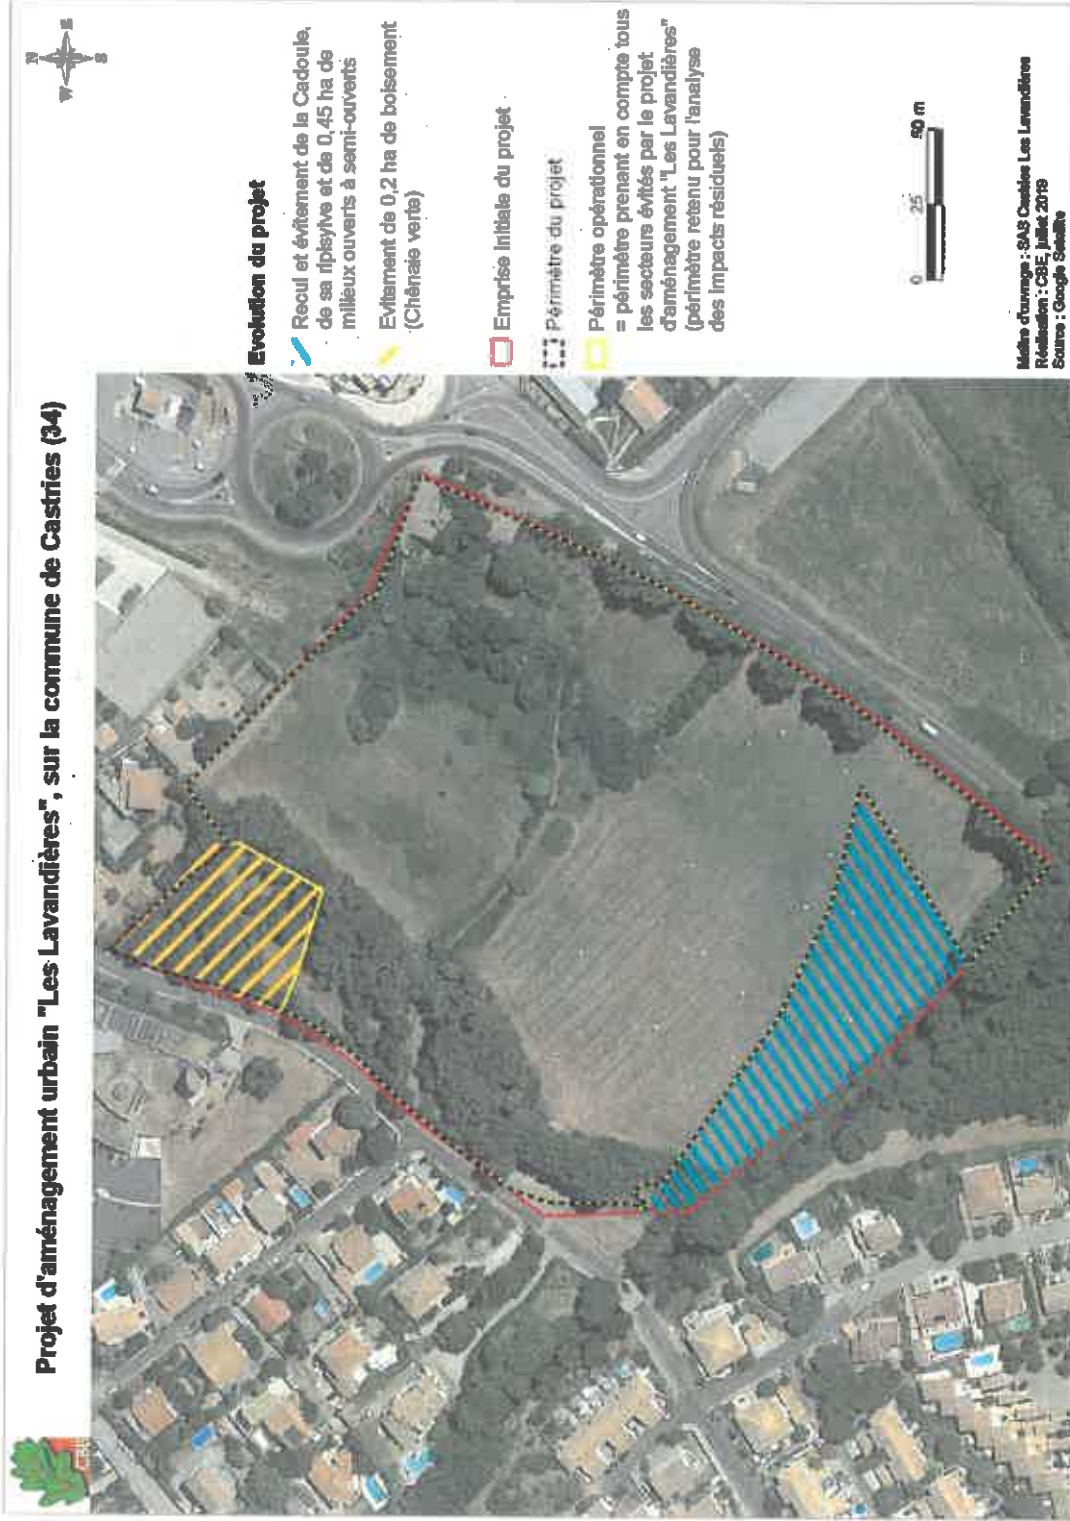 Projet d'aménagement urbain "Les Lavandières", sur la commune de Castries (34)
N
W
E
S
Evolution du projet
Recul et évitement de la Cadoule,
de sa ripisylve et de 0,45 ha de
milieux ouverts à semi-ouverts
Evitement de 0,2 ha de boisement
(Chênaie verte)
Emprise initiale du projet
Périmètre du projet
Périmètre opérationnel
= périmètre prenant en compte tous
les secteurs évités par le projet
d'aménagement "Les Lavandières"
(périmètre retenu pour l'analyse
des impacts résiduels)
0 25 50 m
Maître d'ouvrage : SAS Castries Les Lavandières
Réalisation : CBE, juillet 2019
Source : Google Satellite